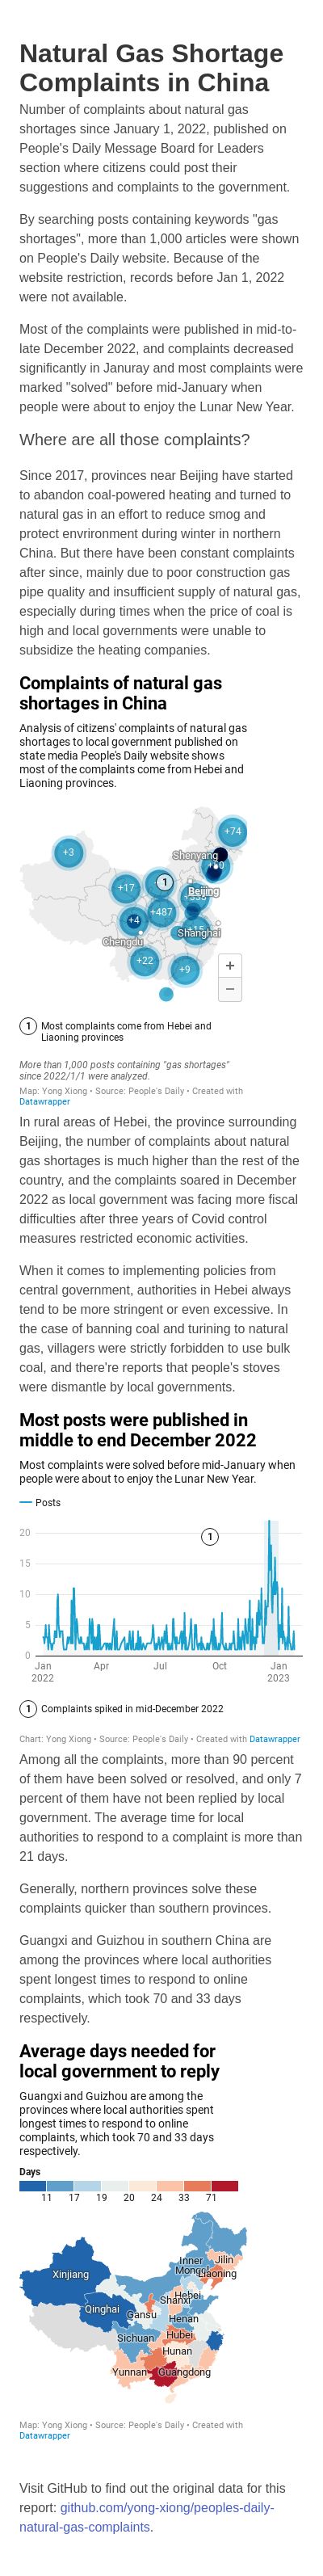 Natural Gas Shortage
Complaints in China
Number of complaints about natural gas
shortages since January 1, 2022, published on
People's Daily Message Board for Leaders
section where citizens could post their
suggestions and complaints to the government.
By searching posts containing keywords "gas
shortages", more than 1,000 articles were shown
on People's Daily website. Because of the
website restriction, records before Jan 1, 2022
were not available.
Most of the complaints were published in mid-to-
late December 2022, and complaints decreased
significantly in Januray and most complaints were
marked "solved" before mid-January when
people were about to enjoy the Lunar New Year.
Where are all those complaints?
Since 2017, provinces near Beijing have started
to abandon coal-powered heating and turned to
natural gas in an effort to reduce smog and
protect envrironment during winter in northern
China. But there have been constant complaints
after since, mainly due to poor construction gas
pipe quality and insufficient supply of natural gas,
especially during times when the price of coal is
high and local governments were unable to
subsidize the heating companies.
Complaints of natural gas
shortages in China
Analysis of citizens' complaints of natural gas
shortages to local government published on
state media People's Daily website shows
most of the complaints come from Hebei and
Liaoning provinces.
+74
+3
Shenyang
+17
1
Beijing
+4
+487
Shanghai
Chengdu
+22
+9
+
−
1 Most complaints come from Hebei and
Liaoning provinces
More than 1,000 posts containing "gas shortages"
since 2022/1/1 were analyzed.
Map: Yong Xiong • Source: People's Daily • Created with
Datawrapper
In rural areas of Hebei, the province surrounding
Beijing, the number of complaints about natural
gas shortages is much higher than the rest of the
country, and the complaints soared in December
2022 as local government was facing more fiscal
difficulties after three years of Covid control
measures restricted economic activities.
When it comes to implementing policies from
central government, authorities in Hebei always
tend to be more stringent or even excessive. In
the case of banning coal and turining to natural
gas, villagers were strictly forbidden to use bulk
coal, and there're reports that people's stoves
were dismantle by local governments.
Most posts were published in
middle to end December 2022
Most complaints were solved before mid-January when
people were about to enjoy the Lunar New Year.
Posts
20
1
15
10
5
0
Jan Apr Jul Oct Jan
2022 2023
1 Complaints spiked in mid-December 2022
Chart: Yong Xiong • Source: People's Daily • Created with Datawrapper
Among all the complaints, more than 90 percent
of them have been solved or resolved, and only 7
percent of them have not been replied by local
government. The average time for local
authorities to respond to a complaint is more than
21 days.
Generally, northern provinces solve these
complaints quicker than southern provinces.
Guangxi and Guizhou in southern China are
among the provinces where local authorities
spent longest times to respond to online
complaints, which took 70 and 33 days
respectively.
Average days needed for
local government to reply
Guangxi and Guizhou are among the
provinces where local authorities spent
longest times to respond to online
complaints, which took 70 and 33 days
respectively.
Days
11 17 19 20 24 33 71
Inner Jilin
Mongol Liaoning
Xinjiang
Hebei
Shanxi
Qinghai
Gansu
Henan
Sichuan
Hubei
Hunan
Yunnan
Guangdong
Map: Yong Xiong • Source: People's Daily • Created with
Datawrapper
Visit GitHub to find out the original data for this
report: github.com/yong-xiong/peoples-daily-
natural-gas-complaints.